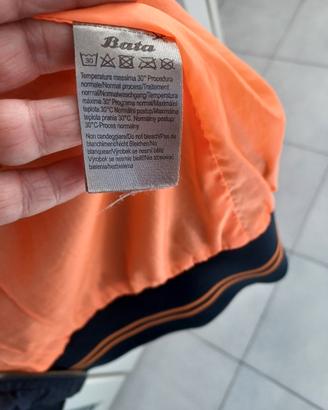 Bata
30
Temperatura massima 30° Procedura
normale/Normal process/Traitement
normal/Normalwaschgang/Temperatura
máxima 30° Programa normal/Maximální
teplota 30°C Normální postup/Maximálna
teplota prania 30°C. Normálny postup/
30°C-Proces normalny
Non candeggiare/Do not bleach/Pas de
blanchiment/Nicht Bleichen/No
blanquear/Výrobek se nesmí bělit/
Výrobok se nesmie bieliť/Nie stosować
bielenia/bezbelenia